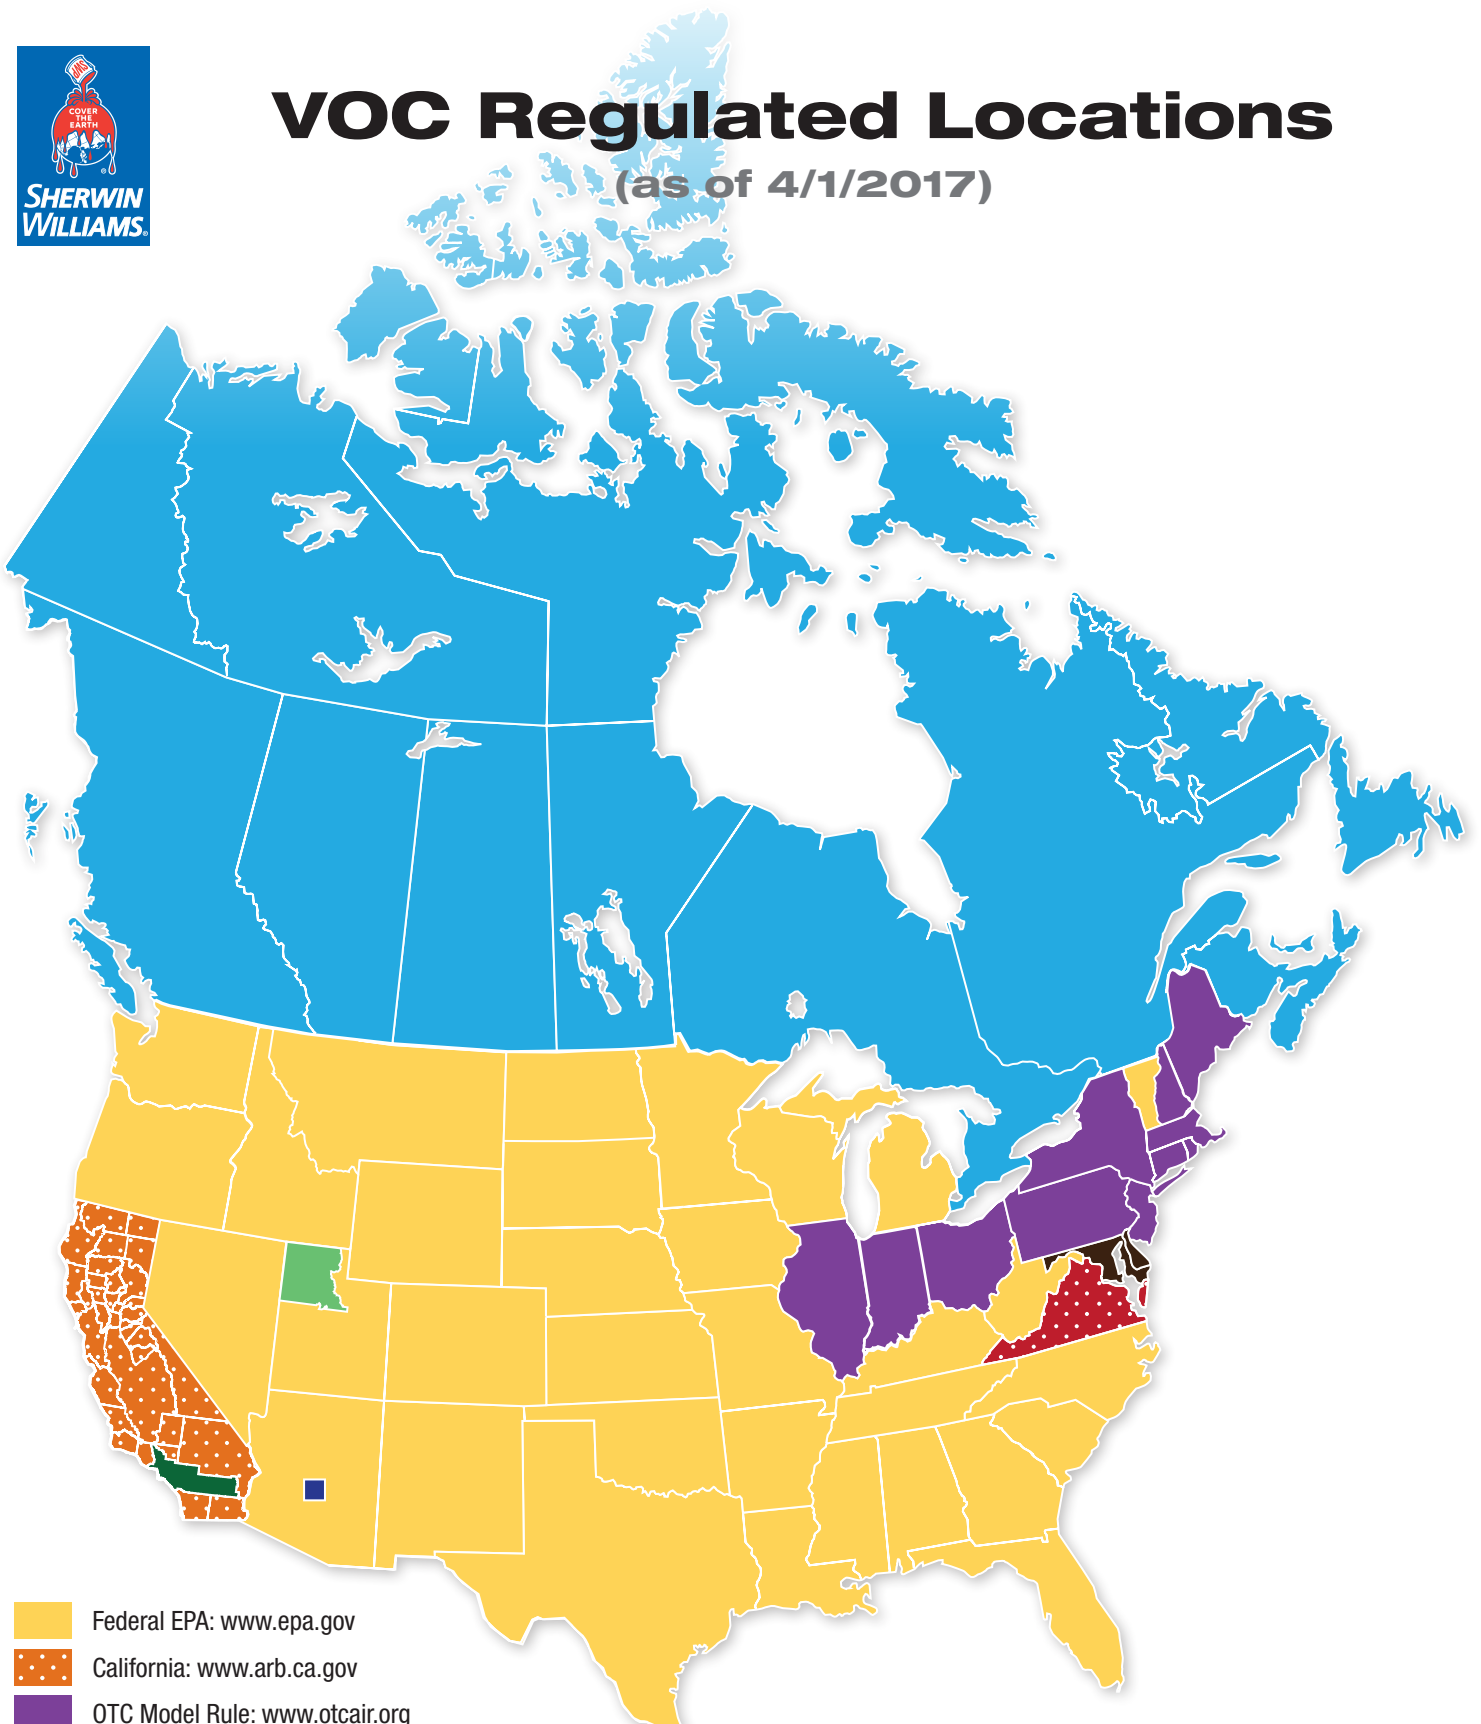 SWP
COVER
THE
EARTH
SHERWIN
WILLIAMS®
VOC Regulated Locations
(as of 4/1/2017)
Federal EPA: www.epa.gov
California: www.arb.ca.gov
OTC Model Rule: www.otcair.org